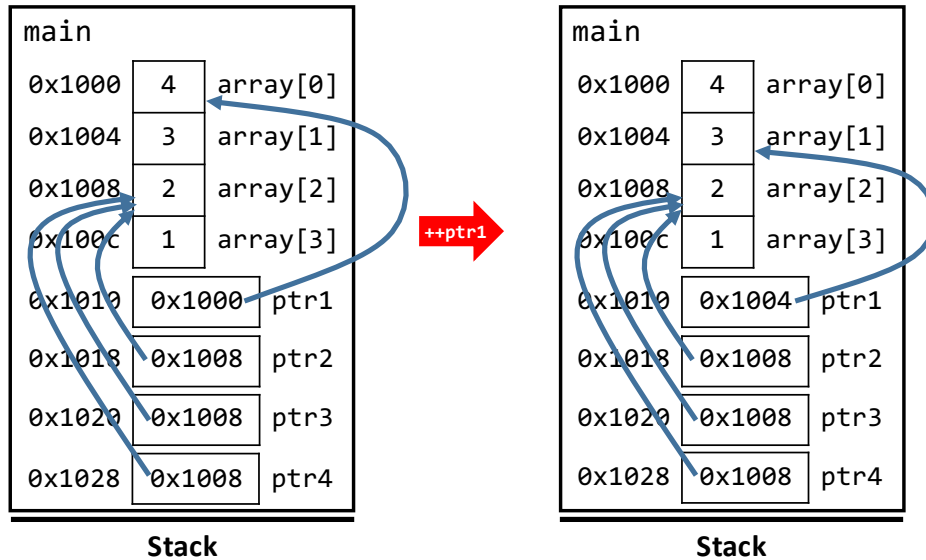 main
0x1000 4 array[0]
0x1004 3 array[1]
0x1008 2 array[2]
0x100c 1 array[3]
0x1010 0x1000 ptr1
0x1018 0x1008 ptr2
0x1020 0x1008 ptr3
0x1028 0x1008 ptr4
Stack
++ptr1
main
0x1000 4 array[0]
0x1004 3 array[1]
0x1008 2 array[2]
0x100c 1 array[3]
0x1010 0x1004 ptr1
0x1018 0x1008 ptr2
0x1020 0x1008 ptr3
0x1028 0x1008 ptr4
Stack